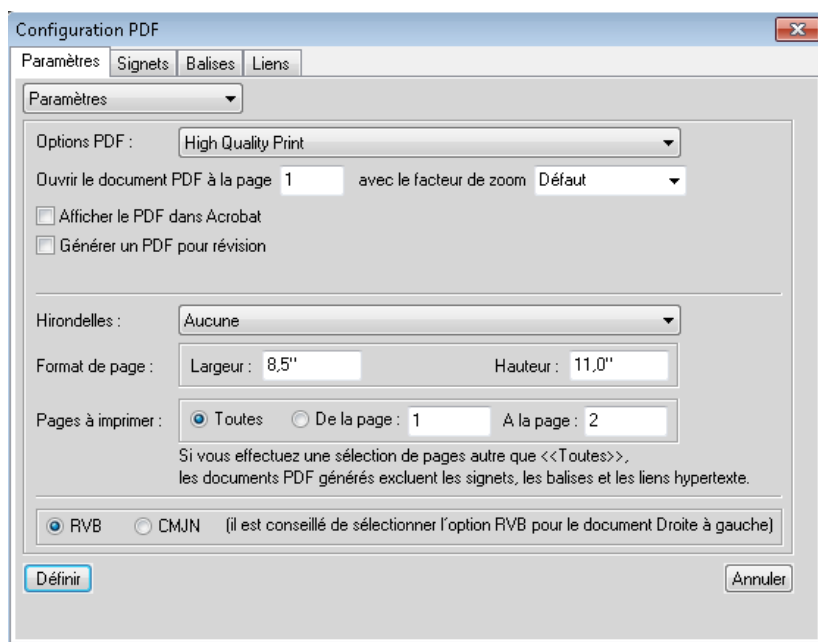 Configuration PDF
Paramètres Signets Balises Liens
Paramètres
Options PDF : High Quality Print
Ouvrir le document PDF à la page 1 avec le facteur de zoom Défaut
Afficher le PDF dans Acrobat
Générer un PDF pour révision
Hirondelles : Aucune
Format de page : Largeur : 8,5" Hauteur : 11,0"
Pages à imprimer : Toutes De la page : 1 A la page : 2
Si vous effectuez une sélection de pages autre que <<Toutes>>,
les documents PDF générés excluent les signets, les balises et les liens hypertexte.
RVB CMJN (il est conseillé de sélectionner l'option RVB pour le document Droite à gauche)
Définir Annuler